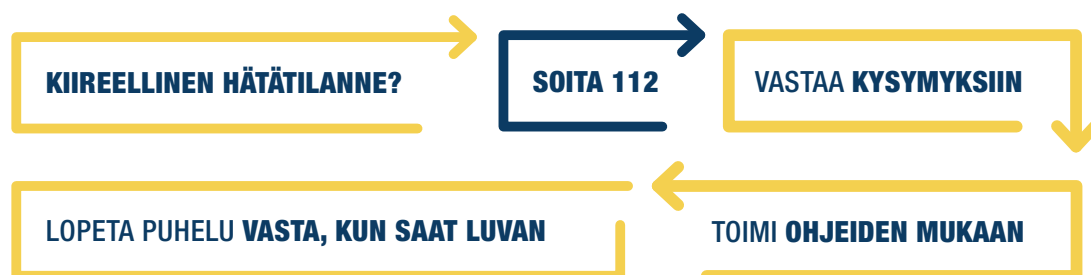 KIIREELLINEN HÄTÄTILANNE?
SOITA 112
VASTAA KYSYMYKSIIN
TOIMI OHJEIDEN MUKAAN
LOPETA PUHELU VASTA, KUN SAAT LUVAN